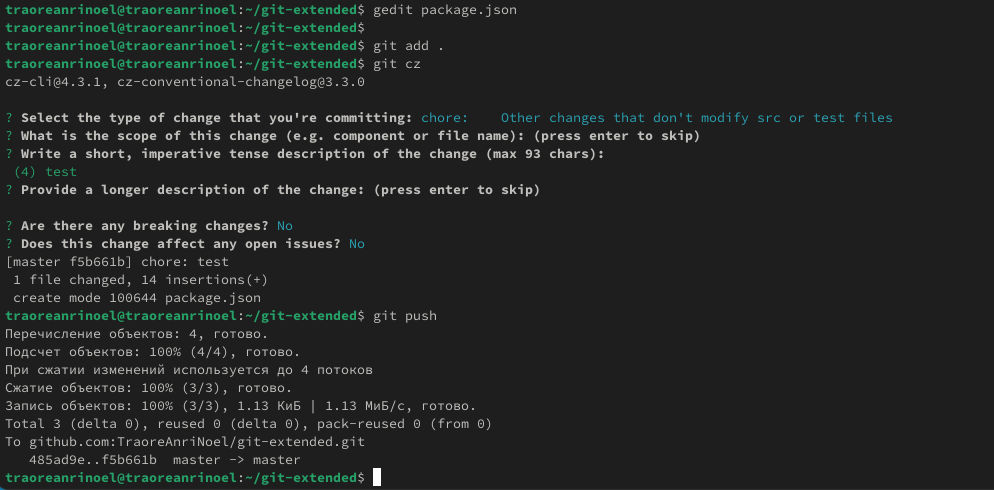 traoreanrinoel@traoreanrinoel:~/git-extended$ gedit package.json
traoreanrinoel@traoreanrinoel:~/git-extended$
traoreanrinoel@traoreanrinoel:~/git-extended$ git add .
traoreanrinoel@traoreanrinoel:~/git-extended$ git cz
cz-cli@4.3.1, cz-conventional-changelog@3.3.0
? Select the type of change that you're committing: chore:    Other changes that don't modify src or test files
? What is the scope of this change (e.g. component or file name): (press enter to skip)
? Write a short, imperative tense description of the change (max 93 chars):
(4) test
? Provide a longer description of the change: (press enter to skip)
? Are there any breaking changes? No
? Does this change affect any open issues? No
[master f5b661b] chore: test
1 file changed, 14 insertions(+)
create mode 100644 package.json
traoreanrinoel@traoreanrinoel:~/git-extended$ git push
Перечисление объектов: 4, готово.
Подсчет объектов: 100% (4/4), готово.
При сжатии изменений используется до 4 потоков
Сжатие объектов: 100% (3/3), готово.
Запись объектов: 100% (3/3), 1.13 КиБ | 1.13 МиБ/с, готово.
Total 3 (delta 0), reused 0 (delta 0), pack-reused 0 (from 0)
To github.com:TraoreAnriNoel/git-extended.git
485ad9e..f5b661b  master -> master
traoreanrinoel@traoreanrinoel:~/git-extended$